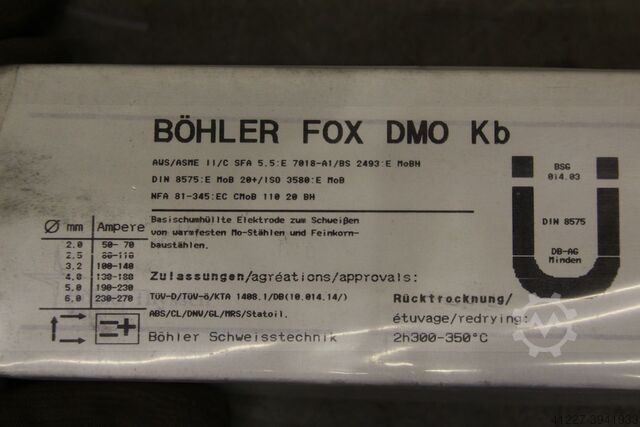 BÖHLER FOX DMO Kb
AWS/ASME II/C SFA 5.5:E 7018-A1/BS 2493:E MoBH
DIN 8575:E MoB 20+/ISO 3580:E MoB
NFA 81-345:EC CMoB 110 20 BH
BSG
014.03
DIN 8575
DB-AG
Minden
Ø mm Ampere
2.0 50- 70
2.5 80-110
3.2 100-140
4.0 130-180
5.0 190-230
6.0 230-270
=+
Basischumhüllte Elektrode zum Schweißen
von warmfesten Mo-Stählen und Feinkorn-
baustählen.
Zulassungen/agréations/approvals:
TÜV-D/TÜV-ö/KTA 1408.1/DB(10.014.14/)
ABS/CL/DNV/GL/MRS/Statoil.
Böhler Schweisstechnik
Rücktrocknung/
étuvage/redrying:
2h300-350°C
41227 3941939